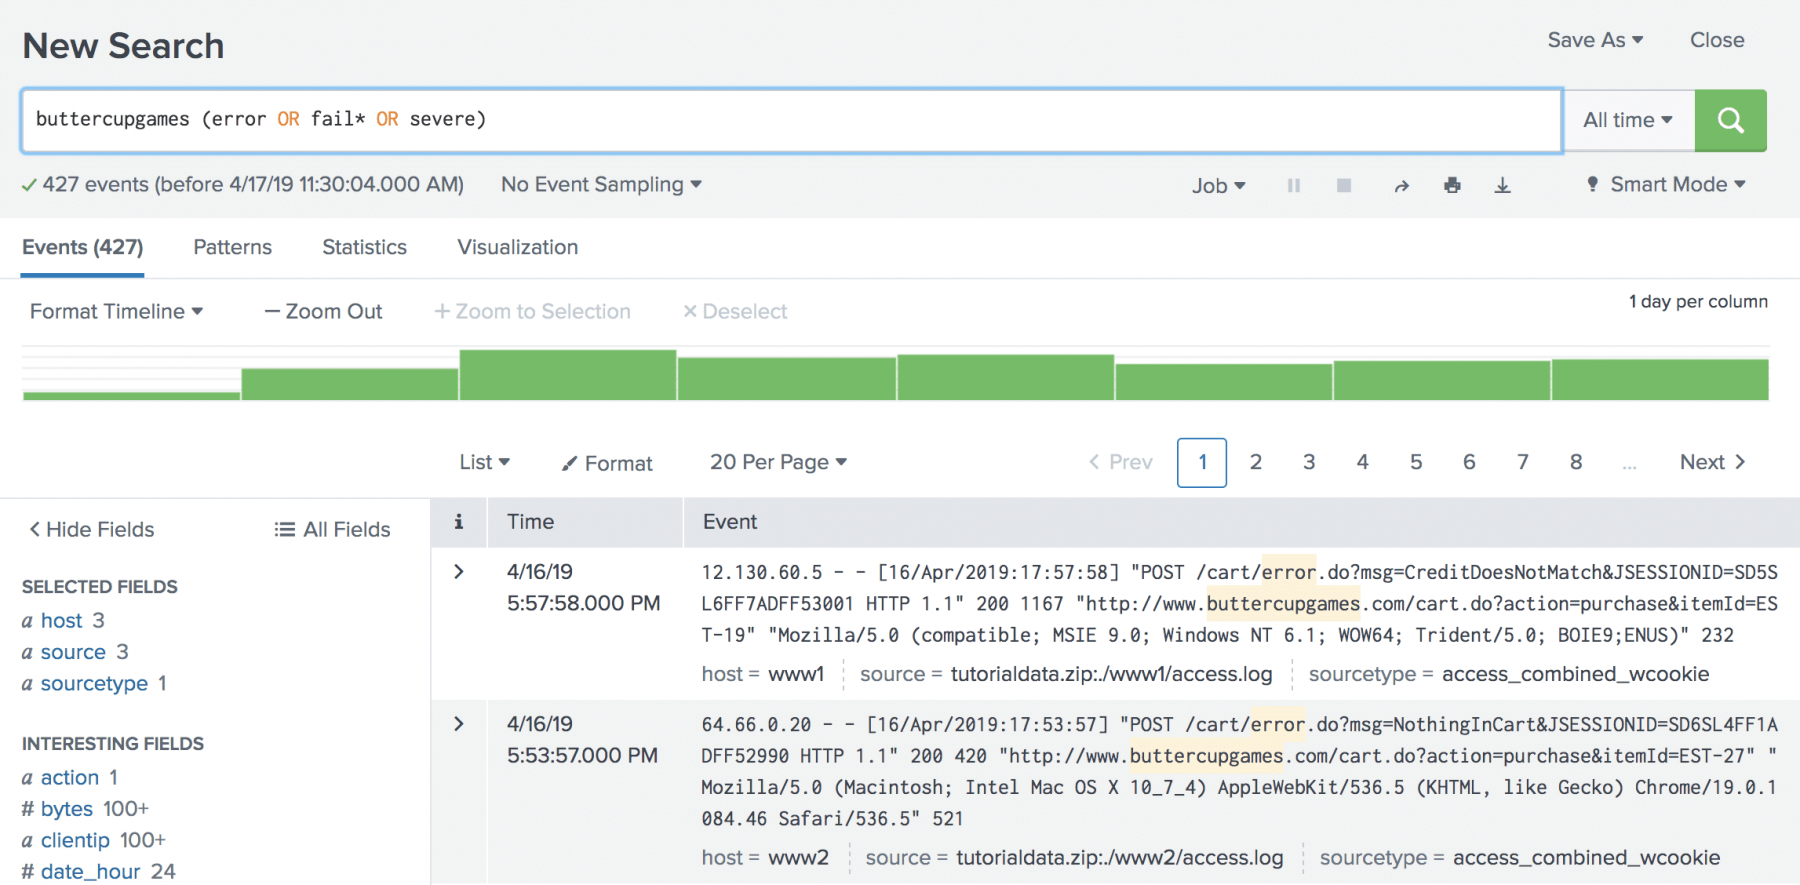 New Search
Save As
Close
buttercupgames (error OR fail* OR severe)
All time
427 events (before 4/17/19 11:30:04.000 AM)
No Event Sampling
Job
Smart Mode
Events (427)
Patterns
Statistics
Visualization
Format Timeline
— Zoom Out
+ Zoom to Selection
× Deselect
1 day per column
List
Format
20 Per Page
< Prev
1
2
3
4
5
6
7
8
...
Next >
< Hide Fields
All Fields
i
Time
Event
SELECTED FIELDS
a host 3
a source 3
a sourcetype 1
INTERESTING FIELDS
a action 1
# bytes 100+
a clientip 100+
# date_hour 24
>
4/16/19
5:57:58.000 PM
12.130.60.5 - - [16/Apr/2019:17:57:58] "POST /cart/error.do?msg=CreditDoesNotMatch&JSESSIONID=SD5S
L6FF7ADFF53001 HTTP 1.1" 200 1167 "http://www.buttercupgames.com/cart.do?action=purchase&itemId=ES
T-19" "Mozilla/5.0 (compatible; MSIE 9.0; Windows NT 6.1; WOW64; Trident/5.0; BOIE9;ENUS)" 232
host = www1
source = tutorialdata.zip:./www1/access.log
sourcetype = access_combined_wcookie
>
4/16/19
5:53:57.000 PM
64.66.0.20 - - [16/Apr/2019:17:53:57] "POST /cart/error.do?msg=NothingInCart&JSESSIONID=SD6SL4FF1A
DFF52990 HTTP 1.1" 200 420 "http://www.buttercupgames.com/cart.do?action=purchase&itemId=EST-27" "
Mozilla/5.0 (Macintosh; Intel Mac OS X 10_7_4) AppleWebKit/536.5 (KHTML, like Gecko) Chrome/19.0.1
084.46 Safari/536.5" 521
host = www2
source = tutorialdata.zip:./www2/access.log
sourcetype = access_combined_wcookie